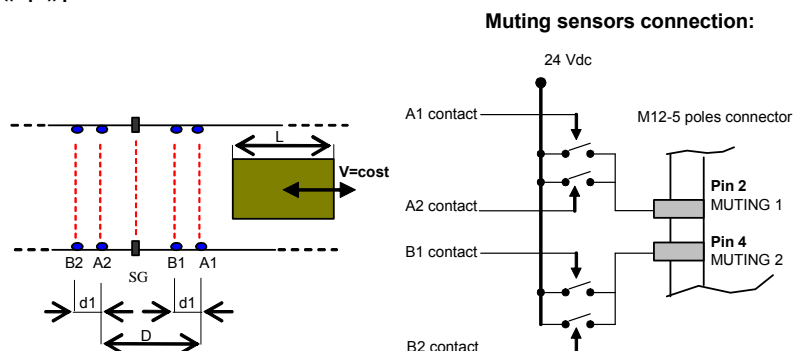 Muting sensors connection:
24 Vdc
A1 contact
M12-5 poles connector
L
V=cost
Pin 2
MUTING 1
A2 contact
Pin 4
MUTING 2
B1 contact
B2 A2 B1 A1
SG
d1 d1
D
B2 contact